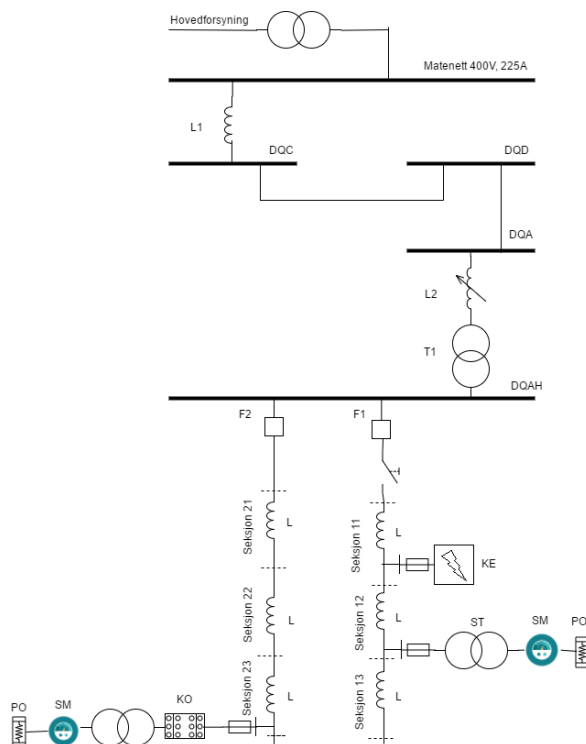 Hovedforsyning
Matenett 400V, 225A
L1
DQC
DQD
DQA
L2
T1
DQAH
F2
F1
Seksjon 21
L
Seksjon 11
L
KE
Seksjon 22
L
Seksjon 12
L
ST
SM
PO
Seksjon 23
L
Seksjon 13
L
PO
SM
KO